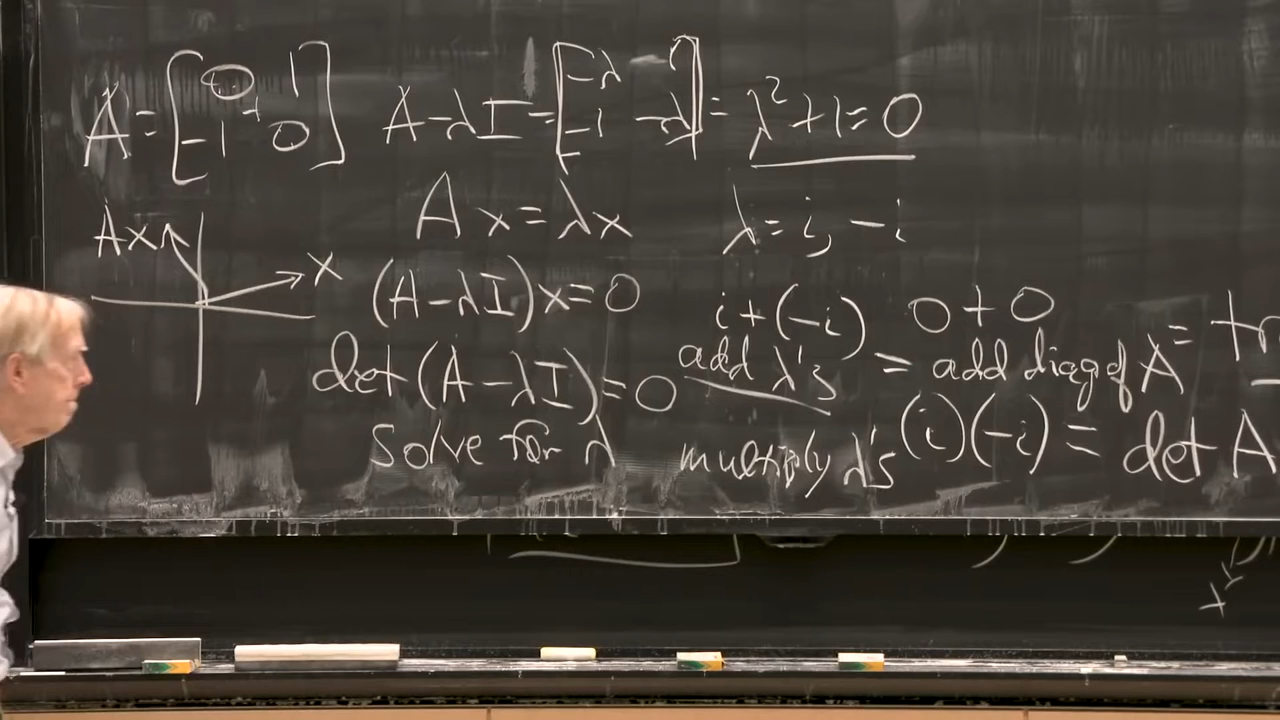 A = [0 1
-1 0] A-λI = [-λ 1
-1 -λ] = λ²+1=0
Ax = λx
λ = i, -i
Ax
x
(A-λI)x=0
det(A-λI)=0
Solve for λ
i+(-i) 0+0
add λ's = add diag of A =
multiply λ's (i)(-i) = det A